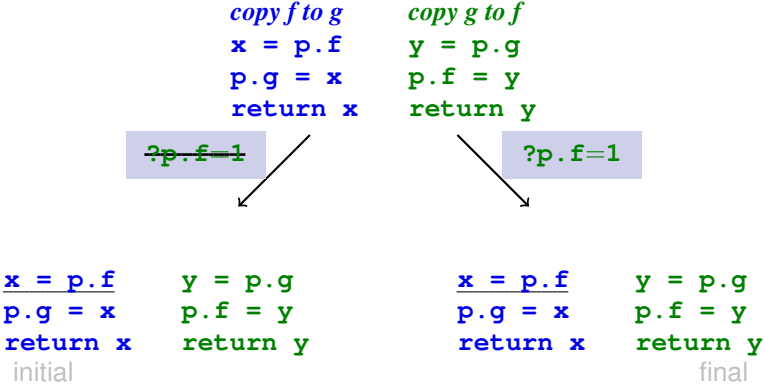 copy f to g copy g to f
x = p.f y = p.g
p.g = x p.f = y
return x return y
?p.f=1 ?p.f=1
x = p.f y = p.g x = p.f y = p.g
p.g = x p.f = y p.g = x p.f = y
return x return y return x return y
initial final